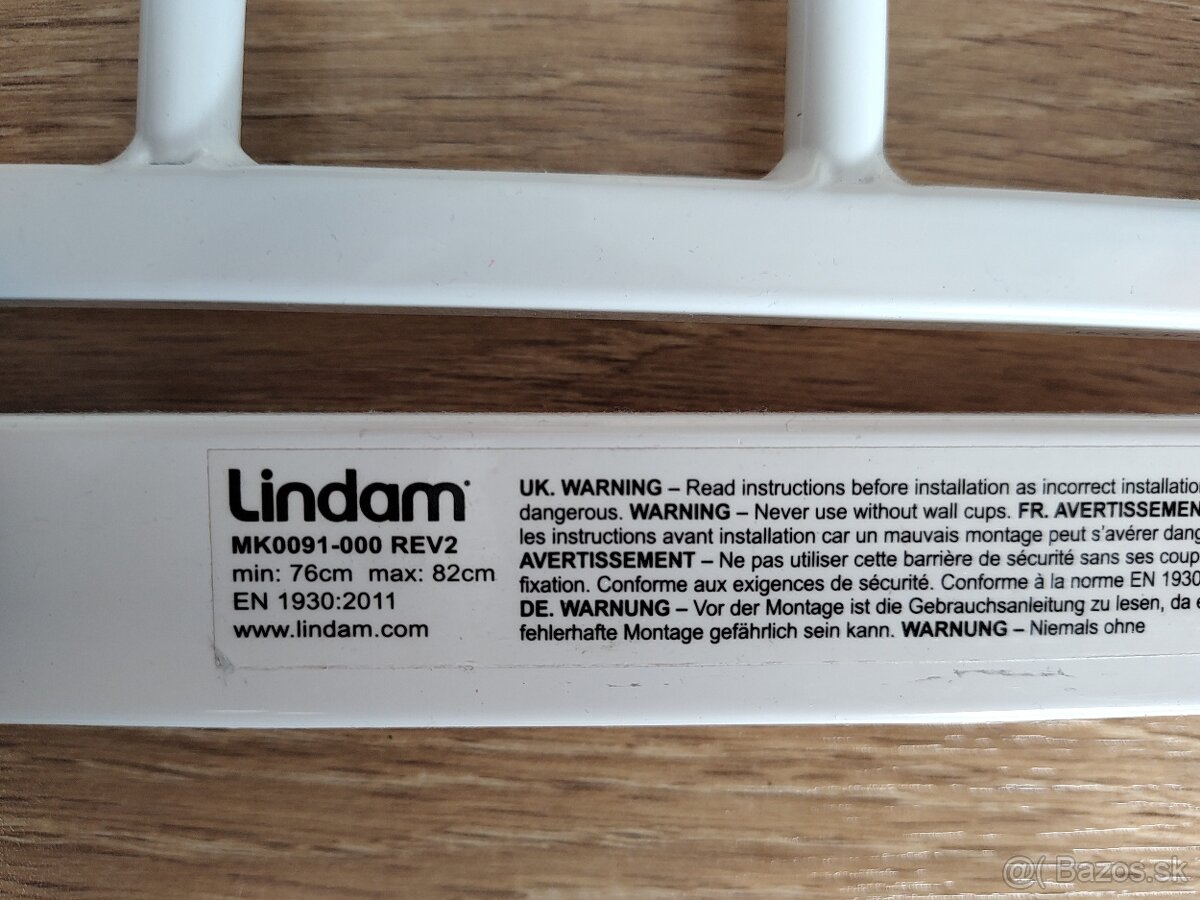 Lindam
MK0091-000 REV2
min: 76cm max: 82cm
EN 1930:2011
www.lindam.com
UK. WARNING – Read instructions before installation as incorrect
dangerous. WARNING – Never use without wall cups. FR.
les instructions avant installation car un mauvais montage peut s'avérer
AVERTISSEMENT – Ne pas utiliser cette barrière de sécurité sans ses
fixation. Conforme aux exigences de sécurité. Conforme à la norme EN 1930
DE. WARNUNG – Vor der Montage ist die Gebrauchsanleitung zu lesen, da
fehlerhafte Montage gefährlich sein kann. WARNUNG – Niemals ohne
@( Bazos.sk